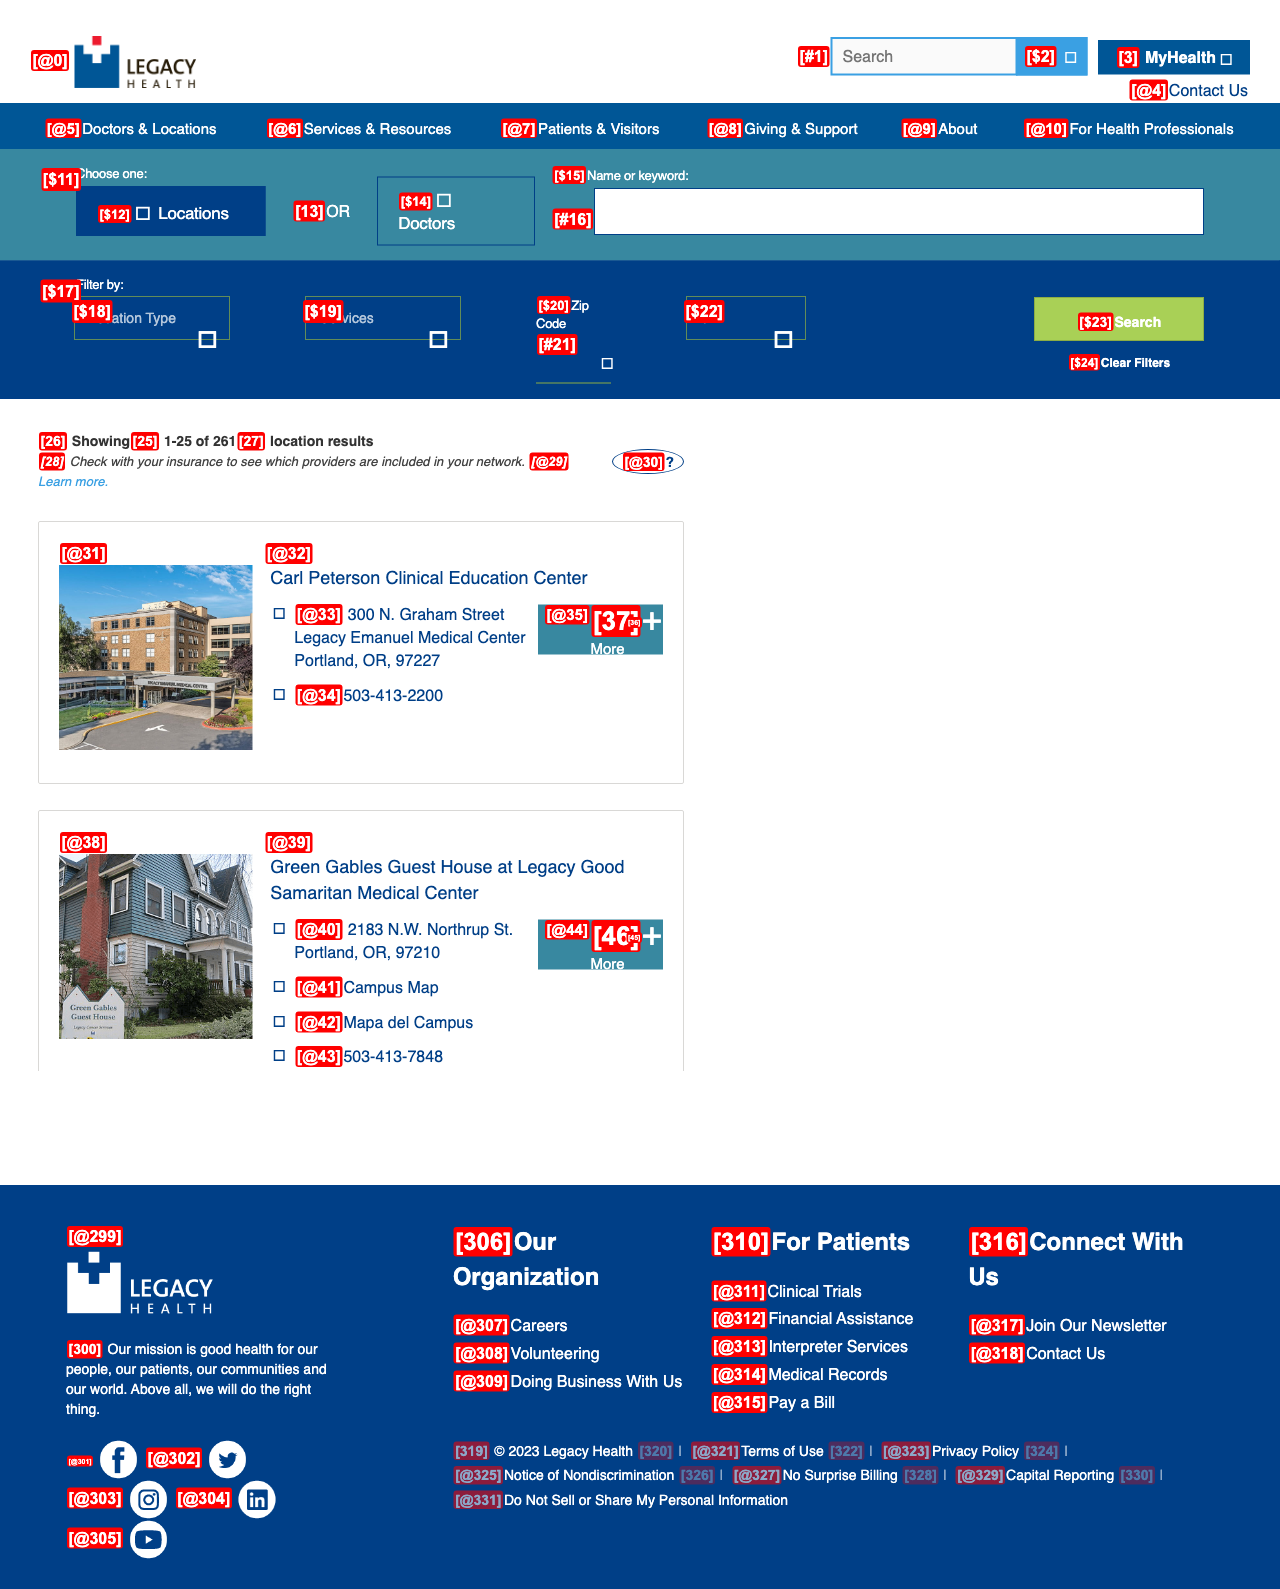 [@0] LEGACY
HEALTH
[#1] Search [$2] [3] MyHealth
[@4] Contact Us
[@5] Doctors & Locations [@6] Services & Resources [@7] Patients & Visitors [@8] Giving & Support [@9] About [@10] For Health Professionals
[$11] Choose one:
[$12] Locations
[13] OR
[$14]
Doctors
[$15] Name or keyword:
[#16]
[$17] Filter by:
[$18] ation Type
[$19] vices
[$20] Zip
Code
[#21]
[$22]
[$23] Search
[$24] Clear Filters
[26] Showing [25] 1-25 of 261 [27] location results
[28] Check with your insurance to see which providers are included in your network. [@29]
Learn more.
[@30] ?
[@31] [@32]
Carl Peterson Clinical Education Center
[@33] 300 N. Graham Street
Legacy Emanuel Medical Center
Portland, OR, 97227
[@34] 503-413-2200
[@35] [37] [36] +
More
[@38] [@39]
Green Gables Guest House at Legacy Good
Samaritan Medical Center
[@40] 2183 N.W. Northrup St.
Portland, OR, 97210
[@41] Campus Map
[@42] Mapa del Campus
[@43] 503-413-7848
[@44] [46] [45] +
More
Green Gables
Guest House
[@299]
LEGACY
HEALTH
[300] Our mission is good health for our
people, our patients, our communities and
our world. Above all, we will do the right
thing.
[@301] [@302]
[@303] [@304]
[@305]
[306] Our
Organization
[@307] Careers
[@308] Volunteering
[@309] Doing Business With Us
[310] For Patients
[@311] Clinical Trials
[@312] Financial Assistance
[@313] Interpreter Services
[@314] Medical Records
[@315] Pay a Bill
[316] Connect With
Us
[@317] Join Our Newsletter
[@318] Contact Us
[319] © 2023 Legacy Health [320] | [@321] Terms of Use [322] | [@323] Privacy Policy [324] |
[@325] Notice of Nondiscrimination [326] | [@327] No Surprise Billing [328] | [@329] Capital Reporting [330] |
[@331] Do Not Sell or Share My Personal Information